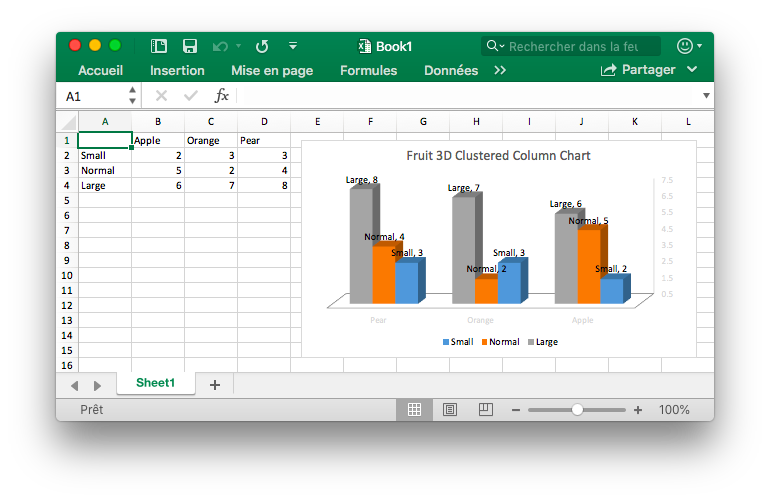 Book1
Rechercher dans la feu
Accueil Insertion Mise en page Formules Données >> Partager
A1 fx
A B C D E F G H I J K L
1 Apple Orange Pear
2 Small 2 3 3
3 Normal 5 2 4
4 Large 6 7 8
5
6
7
8
9
10
11
12
13
14
15
16
Fruit 3D Clustered Column Chart
Large, 8
Normal, 4
Small, 3
Large, 7
Normal, 2
Small, 3
Large, 6
Normal, 5
Small, 2
7.5
6.5
5.5
4.5
3.5
2.5
1.5
0.5
Pear Orange Apple
Small Normal Large
Sheet1 +
Prêt 100%